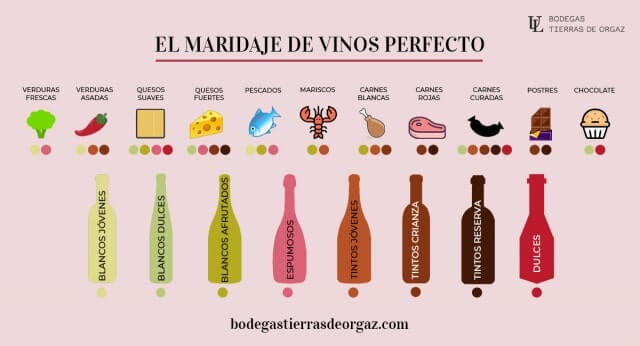 BODEGAS
TIERRAS DE ORGAZ
EL MARIDAJE DE VINOS PERFECTO
VERDURAS FRESCAS
VERDURAS ASADAS
QUESOS SUAVES
QUESOS FUERTES
PESCADOS
MARISCOS
CARNES BLANCAS
CARNES ROJAS
CARNES CURADAS
POSTRES
CHOCOLATE
BLANCOS JÓVENES
BLANCOS DULCES
BLANCOS AFRUTADOS
ESPUMOSOS
TINTOS JÓVENES
TINTOS CRIANZA
TINTOS RESERVA
DULCES
bodegastierrasdeorgaz.com